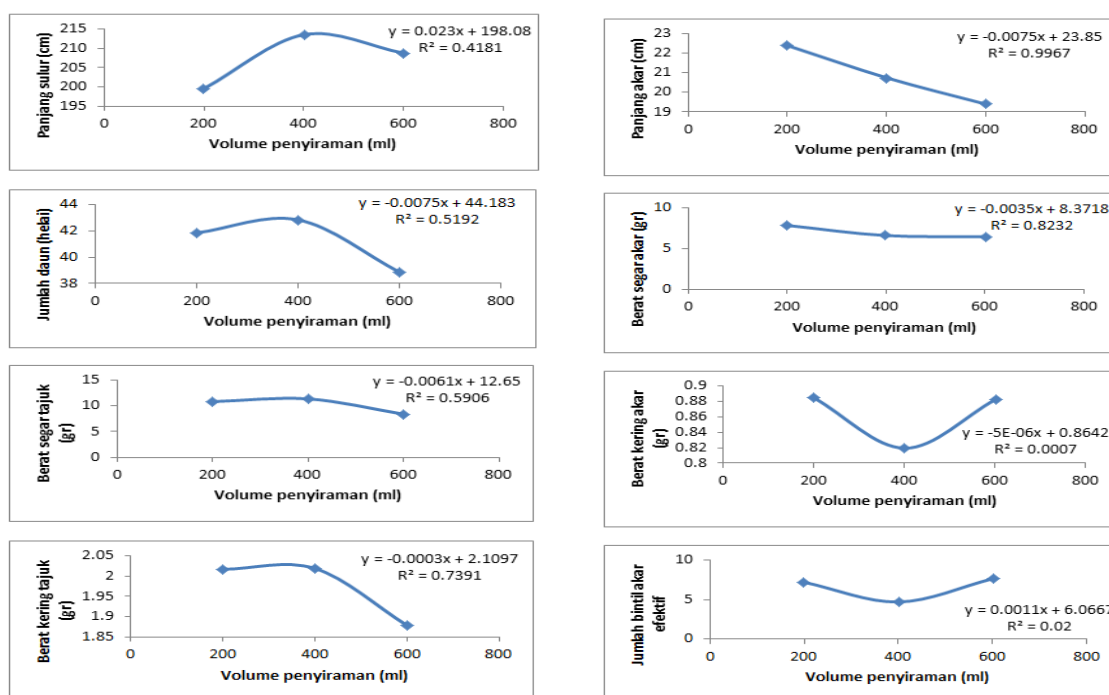 Panjang sulur (cm)
215
210
205
200
195
y = 0.023x + 198.08
R² = 0.4181
0 200 400 600 800
Volume penyiraman (ml)
Jumlah daun (helai)
44
42
40
38
y = -0.0075x + 44.183
R² = 0.5192
0 200 400 600 800
Volume penyiraman (ml)
Berat segar tajuk
(gr)
15
10
5
0
y = -0.0061x + 12.65
R² = 0.5906
0 200 400 600 800
Volume penyiraman (ml)
Berat kering tajuk
(gr)
2.05
2
1.95
1.9
1.85
y = -0.0003x + 2.1097
R² = 0.7391
0 200 400 600 800
Volume penyiraman (ml)
Panjang akar (cm)
23
22
21
20
19
y = -0.0075x + 23.85
R² = 0.9967
0 200 400 600 800
Volume penyiraman (ml)
Berat segar akar (gr)
10
5
0
y = -0.0035x + 8.3718
R² = 0.8232
0 200 400 600 800
Volume penyiraman (ml)
Berat kering akar
(gr)
0.9
0.88
0.86
0.84
0.82
0.8
y = -5E-06x + 0.8642
R² = 0.0007
0 200 400 600 800
Volume penyiraman (ml)
Jumlah bintil akar
efektif
10
5
0
y = 0.0011x + 6.0667
R² = 0.02
0 200 400 600 800
Volume penyiraman (ml)